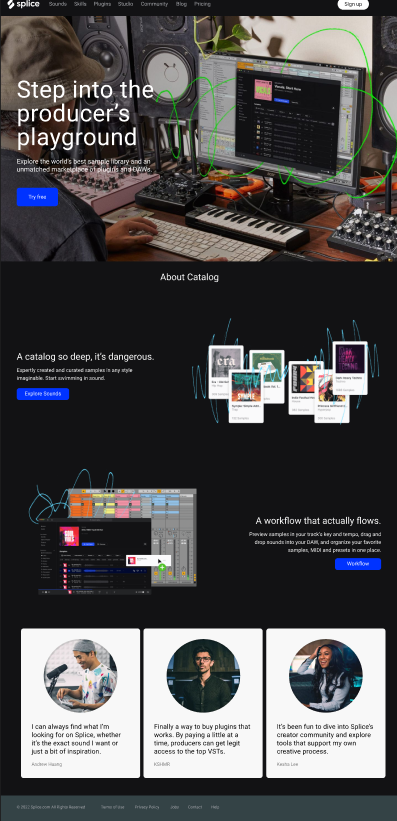 splice Sounds Skills Plugins Studio Community Blog Pricing Sign up
Step into the
producer's
playground
Explore the world's best sample library and an
unmatched marketplace of plugins and DAWs.
Try free
About Catalog
A catalog so deep, it's dangerous.
Expertly created and curated samples in any style
imaginable. Start swimming in sound.
Explore Sounds
era
A workflow that actually flows.
Preview samples in your track's key and tempo, drag and
drop sounds into your DAW, and organize your favorite
samples, MIDI and presets in one place.
Workflow
I can always find what I'm
looking for on Splice, whether
it's the exact sound I want or
just a bit of inspiration.
Andrew Huang
Finally a way to buy plugins that
works. By paying a little at a
time, producers can get legit
access to the top VSTs.
KSHMR
It's been fun to dive into Splice's
creator community and explore
tools that support my own
creative process.
Kesha Lee
Splice.com All Rights Reserved Terms of Use Privacy Policy Jobs Contact Help